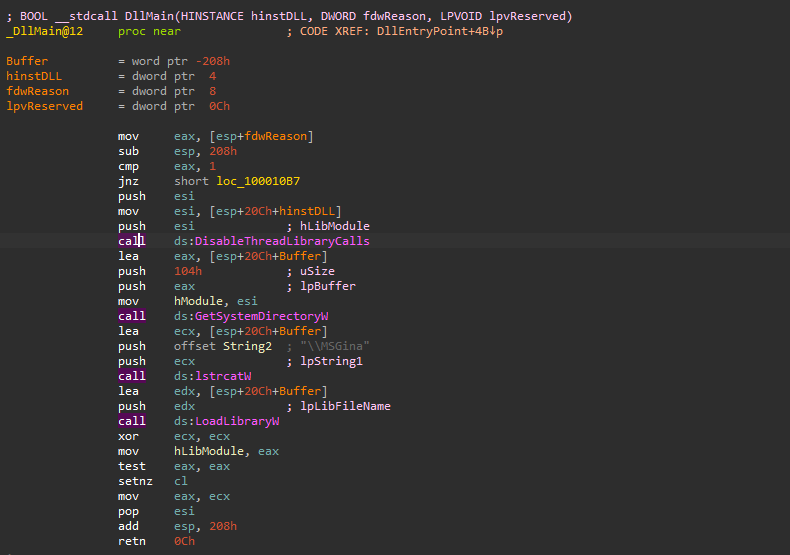 ; BOOL __stdcall DllMain(HINSTANCE hinstDLL, DWORD fdwReason, LPVOID lpvReserved)
_DllMain@12 proc near ; CODE XREF: DllEntryPoint+4B↓p
Buffer = word ptr -208h
hinstDLL = dword ptr 4
fdwReason = dword ptr 8
lpvReserved = dword ptr 0Ch
mov eax, [esp+fdwReason]
sub esp, 208h
cmp eax, 1
jnz short loc_100010B7
push esi
mov esi, [esp+20Ch+hinstDLL]
push esi ; hLibModule
call ds:DisableThreadLibraryCalls
lea eax, [esp+20Ch+Buffer]
push 104h ; uSize
push eax ; lpBuffer
mov hModule, esi
call ds:GetSystemDirectoryW
lea ecx, [esp+20Ch+Buffer]
push offset String2 ; "\\MSGina"
push ecx ; lpString1
call ds:lstrcatW
lea edx, [esp+20Ch+Buffer]
push edx ; lpLibFileName
call ds:LoadLibraryW
xor ecx, ecx
mov hLibModule, eax
test eax, eax
setnz cl
mov eax, ecx
pop esi
add esp, 208h
retn 0Ch